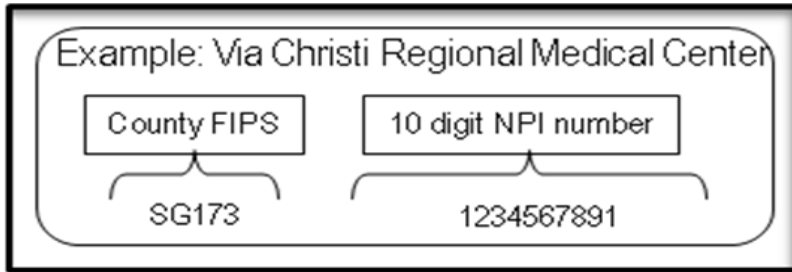 Example: Via Christi Regional Medical Center
County FIPS 10 digit NPI number
SG173 1234567891